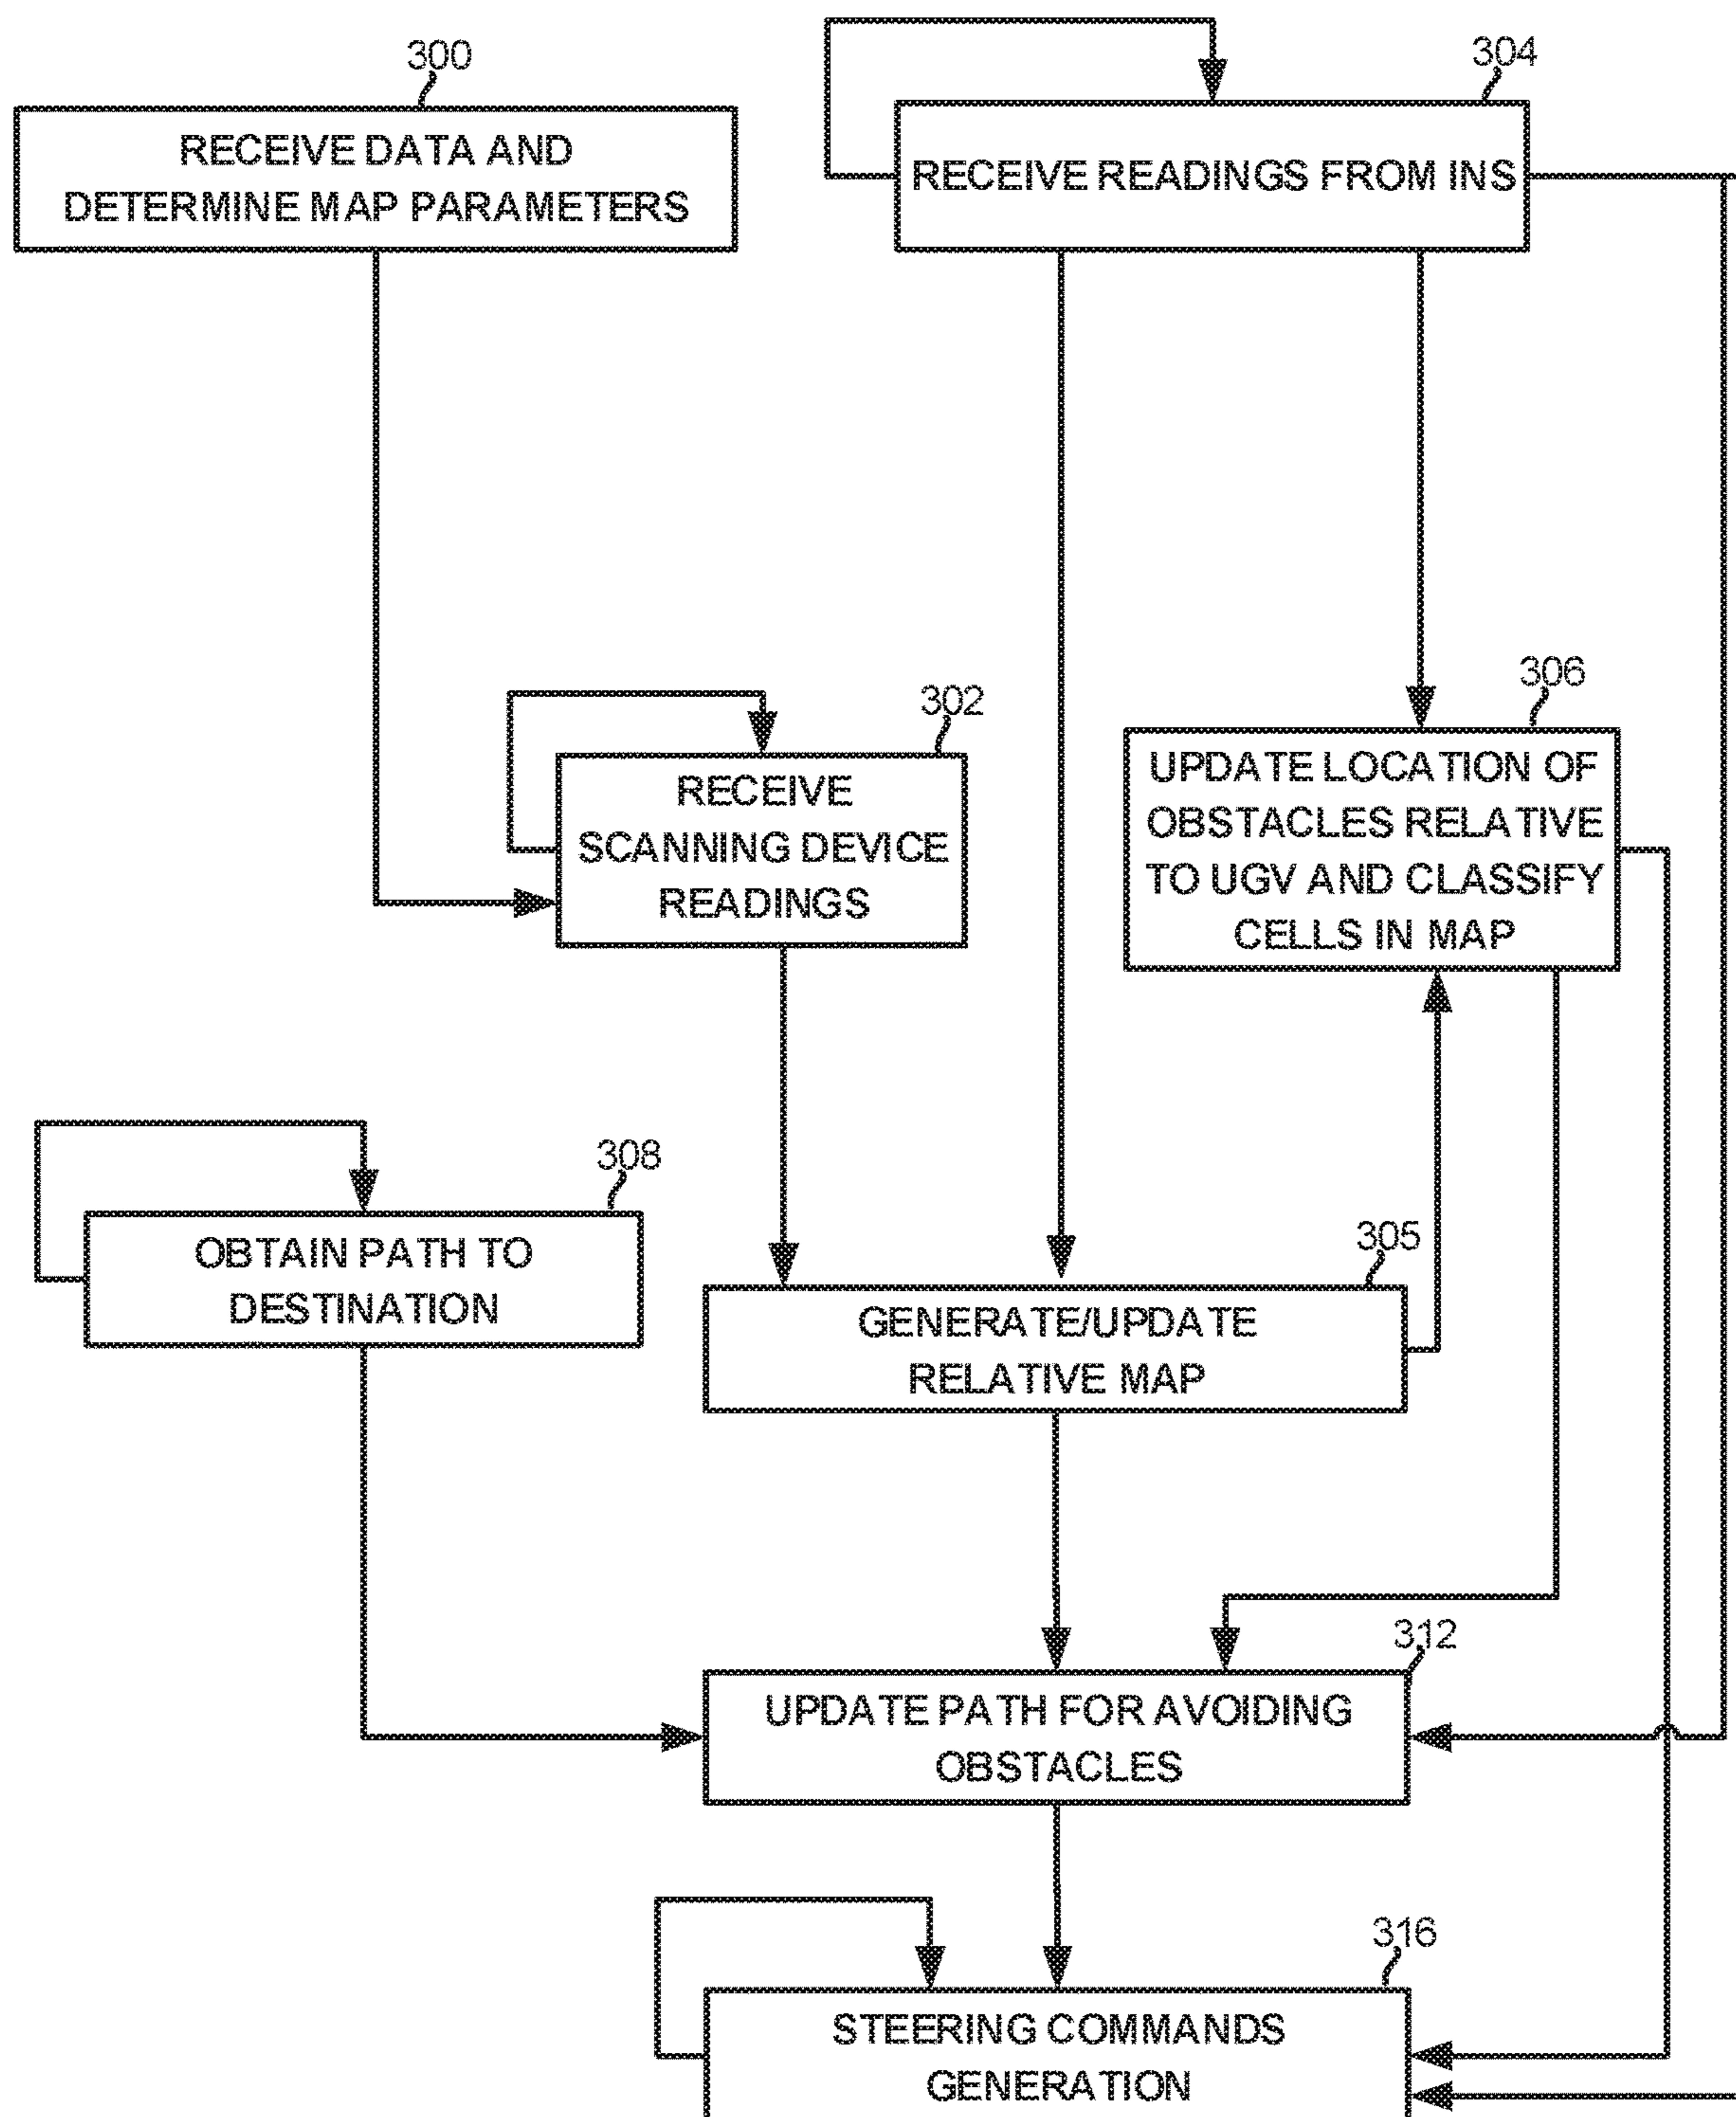 300
RECEIVE DATA AND
DETERMINE MAP PARAMETERS
304
RECEIVE READINGS FROM INS
302
RECEIVE
SCANNING DEVICE
READINGS
306
UPDATE LOCATION OF
OBSTACLES RELATIVE
TO UGV AND CLASSIFY
CELLS IN MAP
308
OBTAIN PATH TO
DESTINATION
305
GENERATE/UPDATE
RELATIVE MAP
312
UPDATE PATH FOR AVOIDING
OBSTACLES
316
STEERING COMMANDS
GENERATION